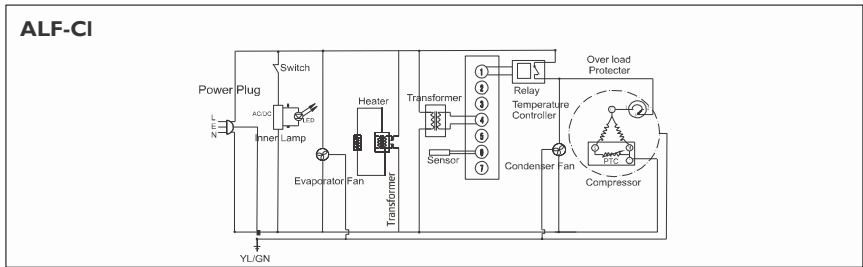 ALF-CI
Switch
Power Plug
L
E
N
AC/DC
LED
Inner Lamp
Evaporator Fan
Heater
Transformer
Transformer
Sensor
1
2
3
4
5
6
7
Relay
Temperature
Controller
Condenser Fan
Over load
Protecter
PTC
Compressor
YL/GN